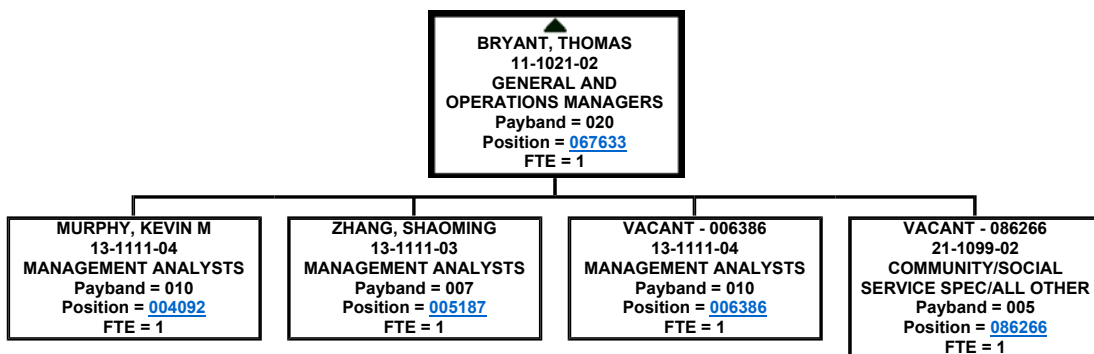 BRYANT, THOMAS
11-1021-02
GENERAL AND
OPERATIONS MANAGERS
Payband = 020
Position = 067633
FTE = 1
MURPHY, KEVIN M
13-1111-04
MANAGEMENT ANALYSTS
Payband = 010
Position = 004092
FTE = 1
ZHANG, SHAOMING
13-1111-03
MANAGEMENT ANALYSTS
Payband = 007
Position = 005187
FTE = 1
VACANT - 006386
13-1111-04
MANAGEMENT ANALYSTS
Payband = 010
Position = 006386
FTE = 1
VACANT - 086266
21-1099-02
COMMUNITY/SOCIAL
SERVICE SPEC/ALL OTHER
Payband = 005
Position = 086266
FTE = 1